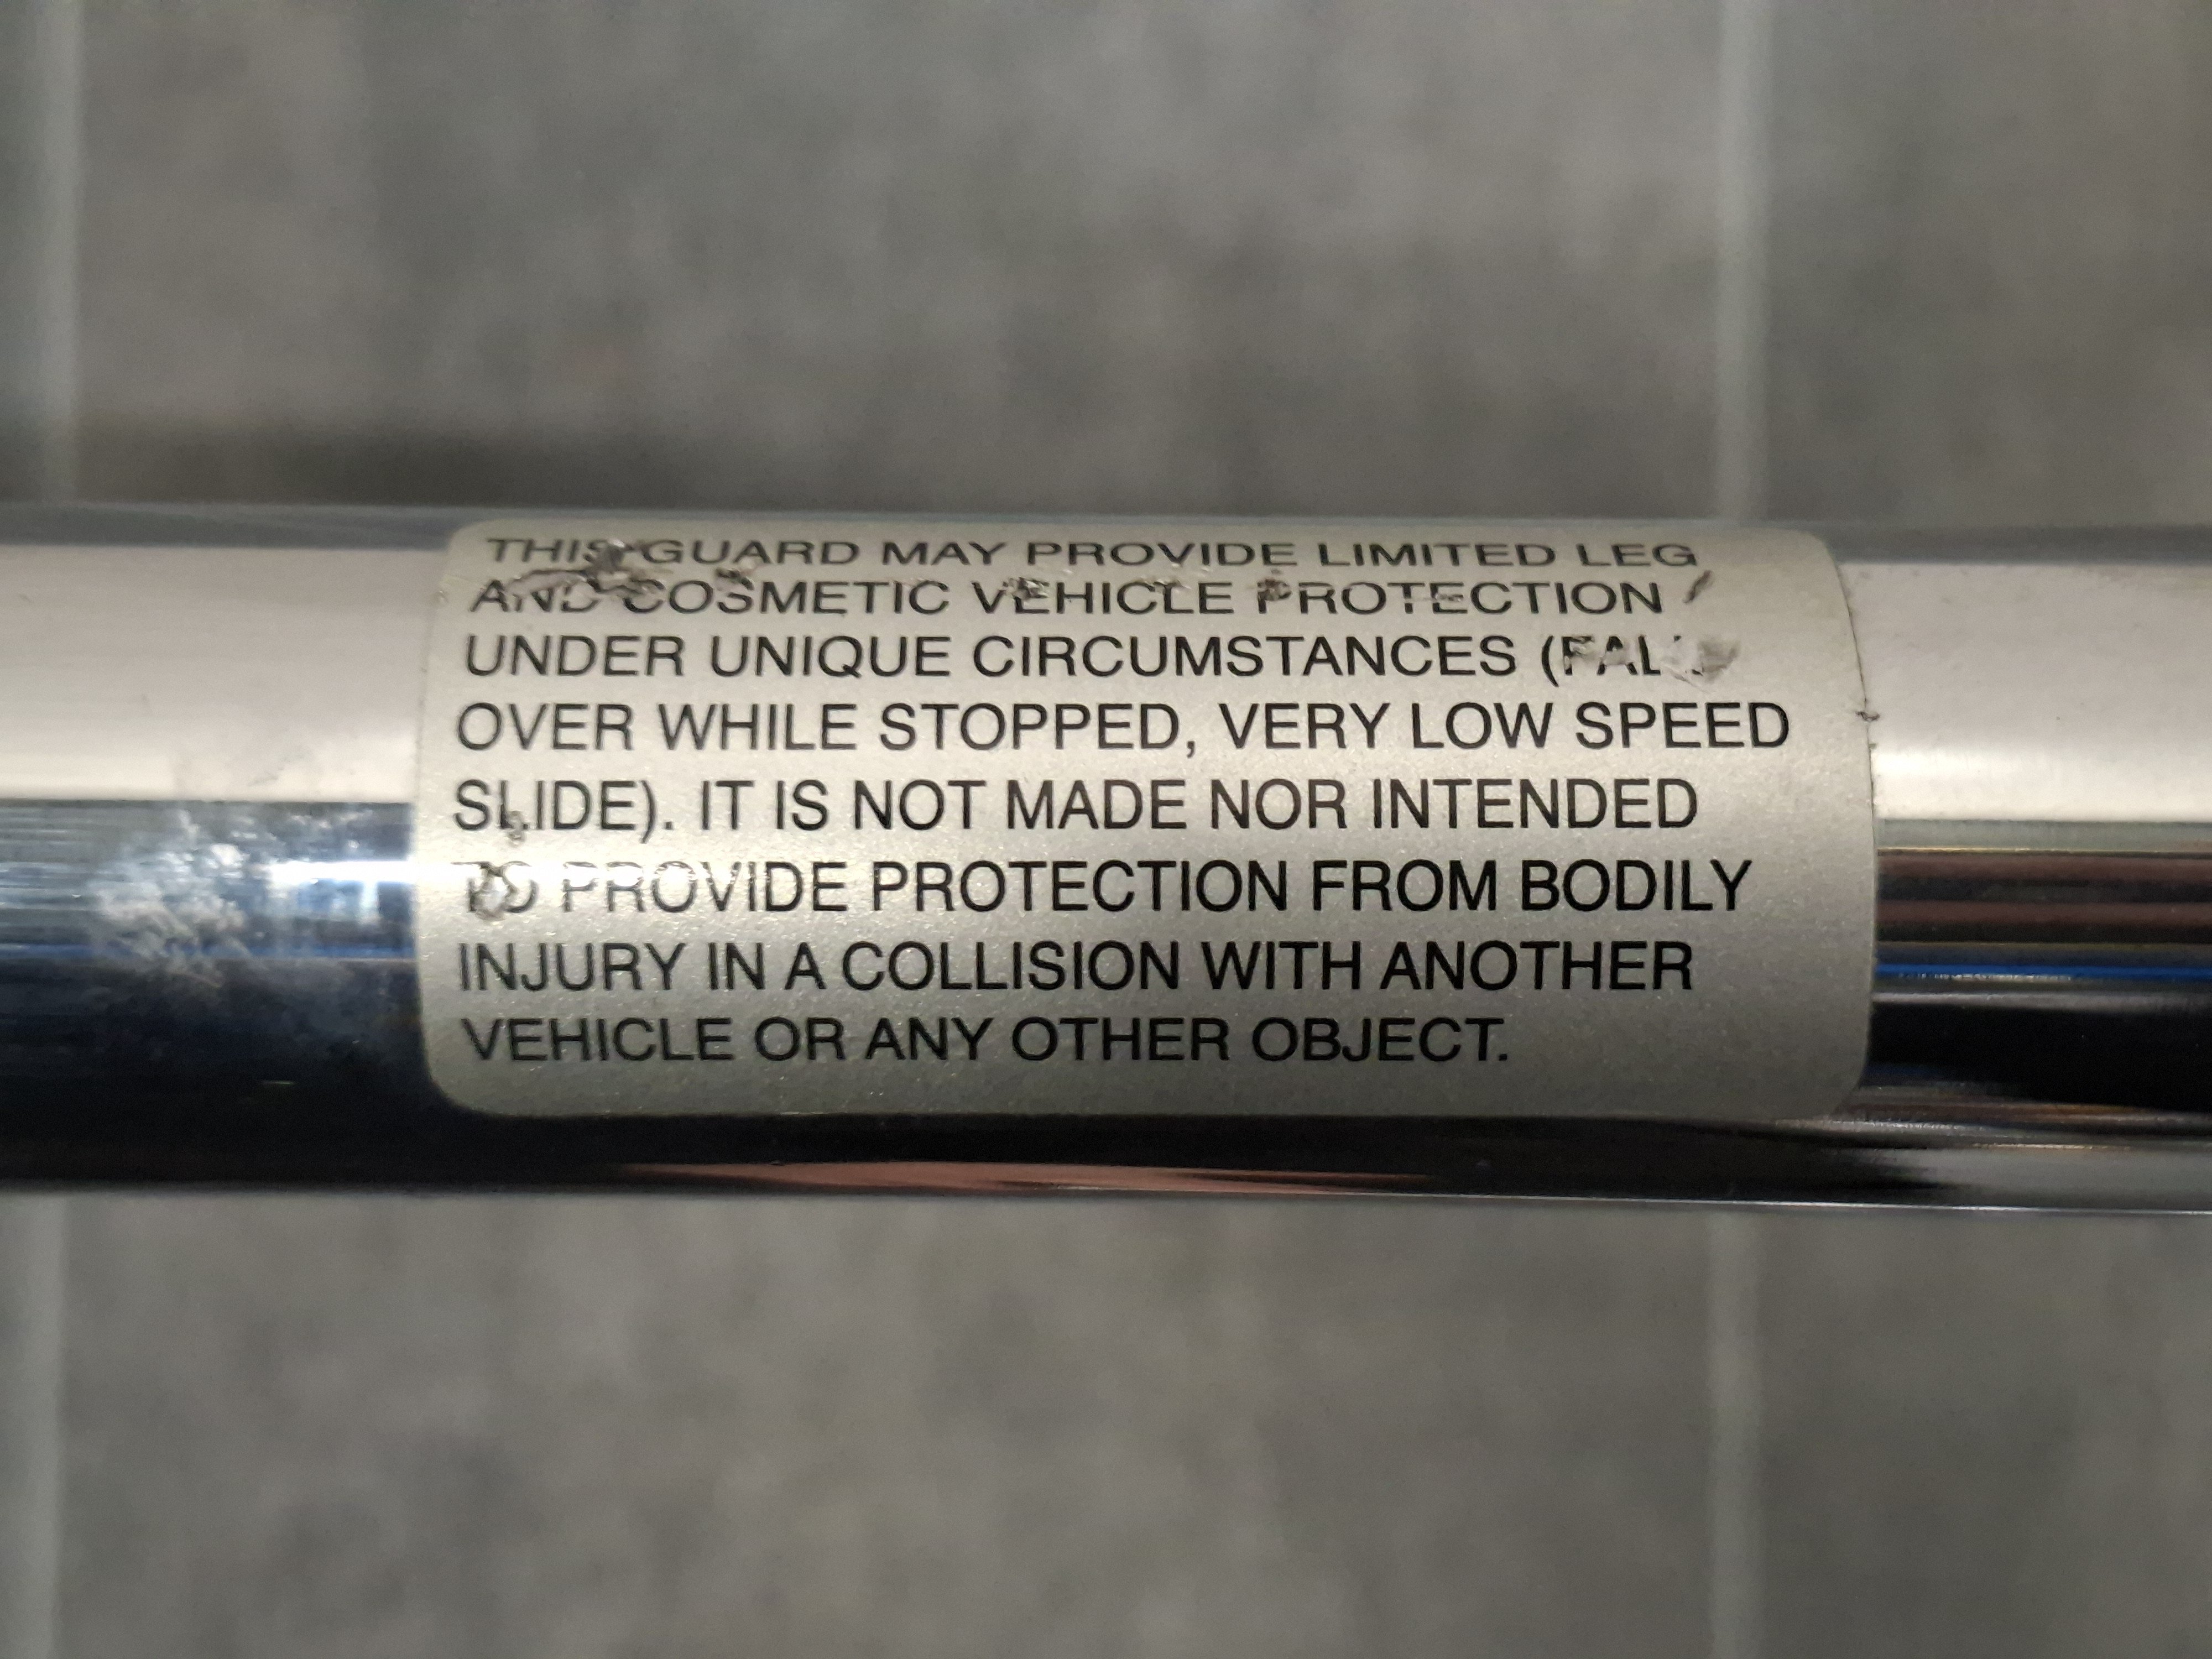 THIS GUARD MAY PROVIDE LIMITED LEG
AND COSMETIC VEHICLE PROTECTION
UNDER UNIQUE CIRCUMSTANCES (
OVER WHILE STOPPED, VERY LOW SPEED
SLIDE). IT IS NOT MADE NOR INTENDED
TO PROVIDE PROTECTION FROM BODILY
INJURY IN A COLLISION WITH ANOTHER
VEHICLE OR ANY OTHER OBJECT.